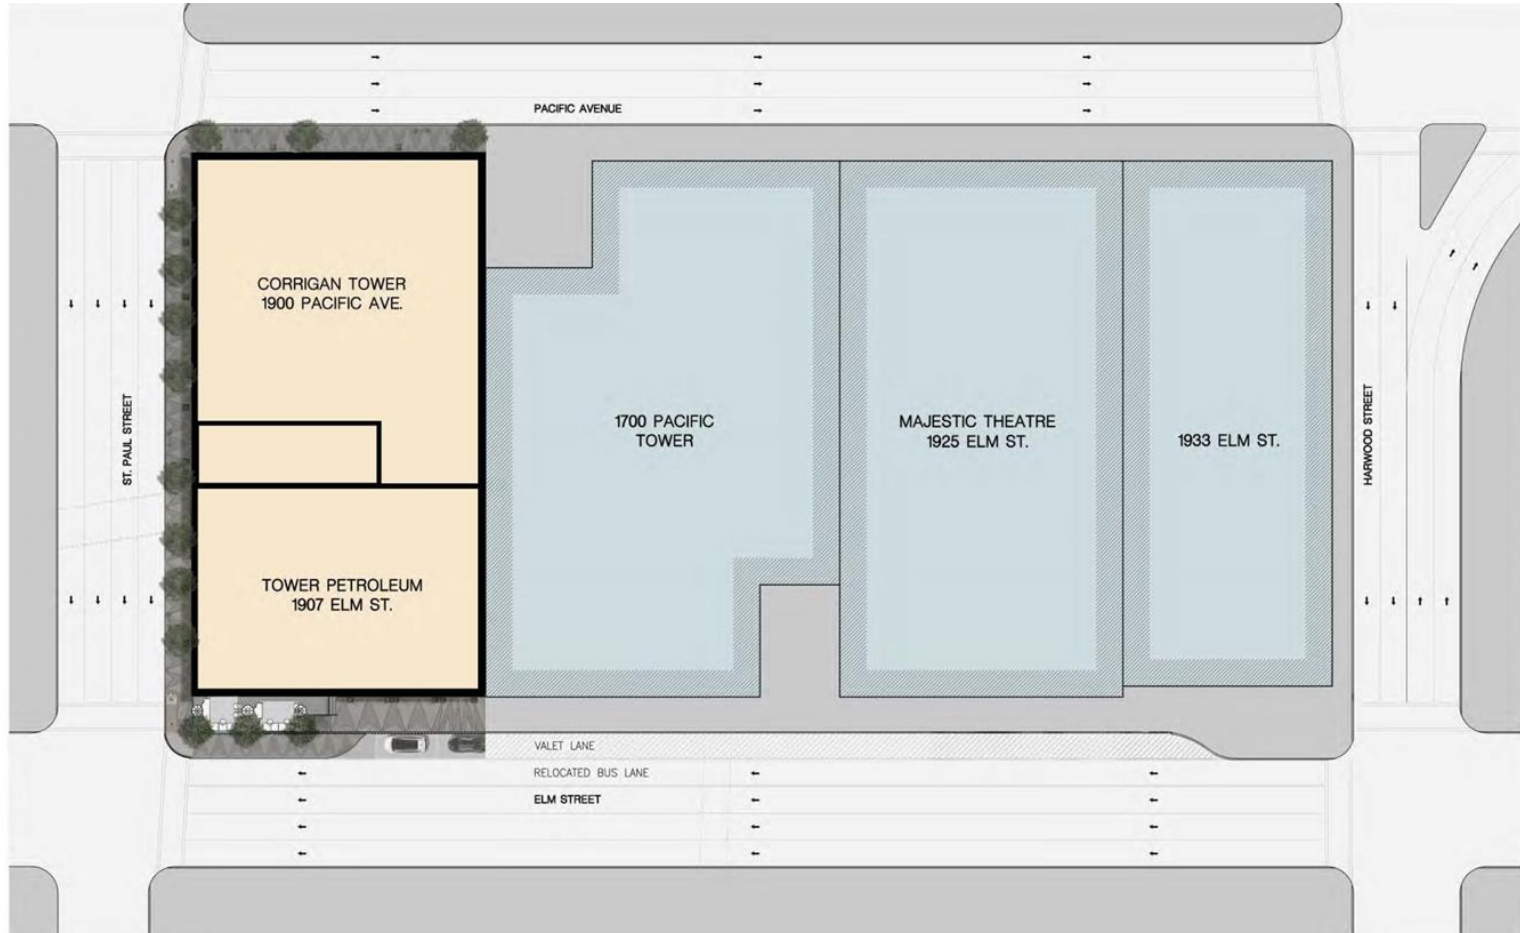 PACIFIC AVENUE
CORRIGAN TOWER
1900 PACIFIC AVE.
ST. PAUL STREET
1700 PACIFIC
TOWER
MAJESTIC THEATRE
1925 ELM ST.
1933 ELM ST.
HARWOOD STREET
TOWER PETROLEUM
1907 ELM ST.
VALET LANE
RELOCATED BUS LANE
ELM STREET